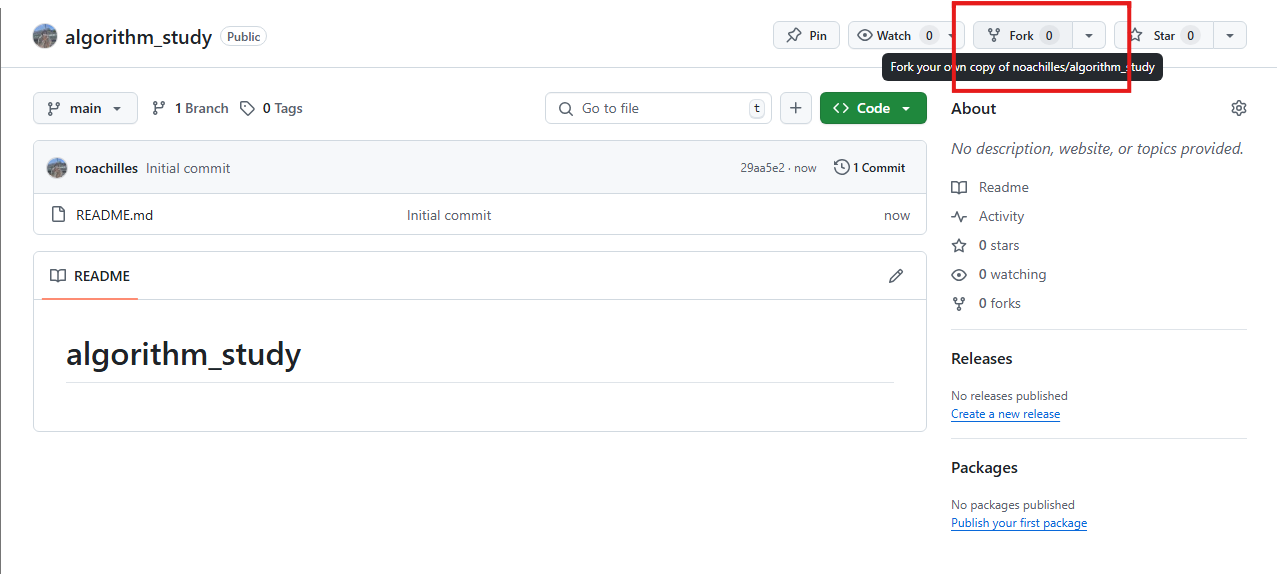 algorithm_study Public Pin Watch 0 Fork 0 Star 0
Fork your own copy of noachilles/algorithm_study
main 1 Branch 0 Tags Go to file t + Code
noachilles Initial commit 29aa5e2 · now 1 Commit
README.md Initial commit now
README
algorithm_study
About
No description, website, or topics provided.
Readme
Activity
0 stars
0 watching
0 forks
Releases
No releases published
Create a new release
Packages
No packages published
Publish your first package